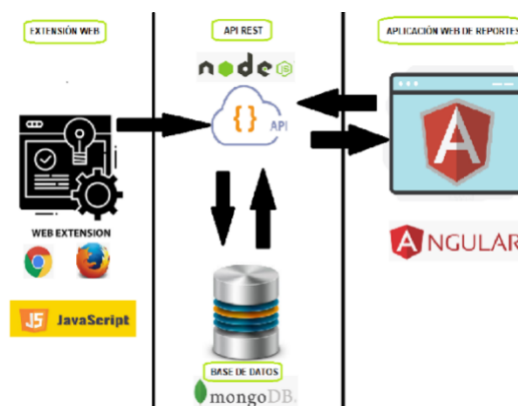 EXTENSIÓN WEB
WEB EXTENSION
JS JavaScript
API REST
node
JS
{ } API
BASE DE DATOS
mongoDB.
APLICACIÓN WEB DE REPORTES
A
ANGULAR